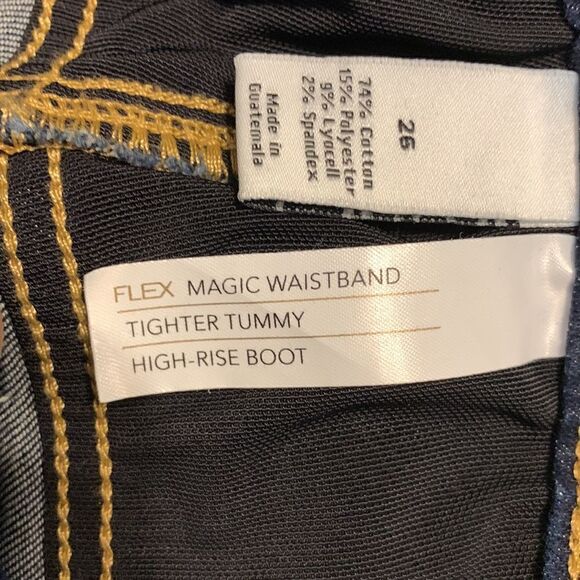 26
74% Cotton
15% Polyester
9% Lyocell
2% Spandex
Made in
Guatemala
FLEX MAGIC WAISTBAND
TIGHTER TUMMY
HIGH-RISE BOOT